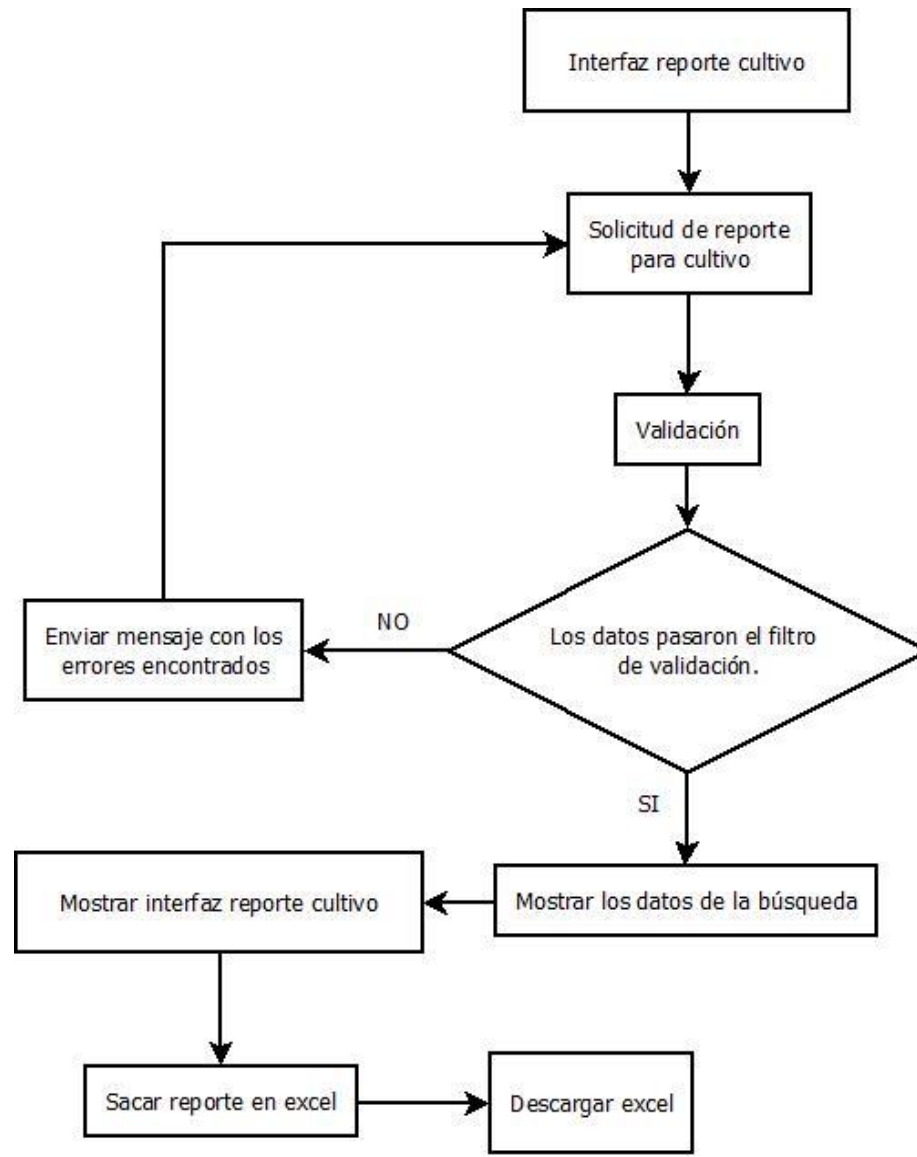 Interfaz reporte cultivo
Solicitud de reporte
para cultivo
Validación
Los datos pasaron el filtro
de validación.
NO
Enviar mensaje con los
errores encontrados
SI
Mostrar los datos de la búsqueda
Mostrar interfaz reporte cultivo
Sacar reporte en excel
Descargar excel